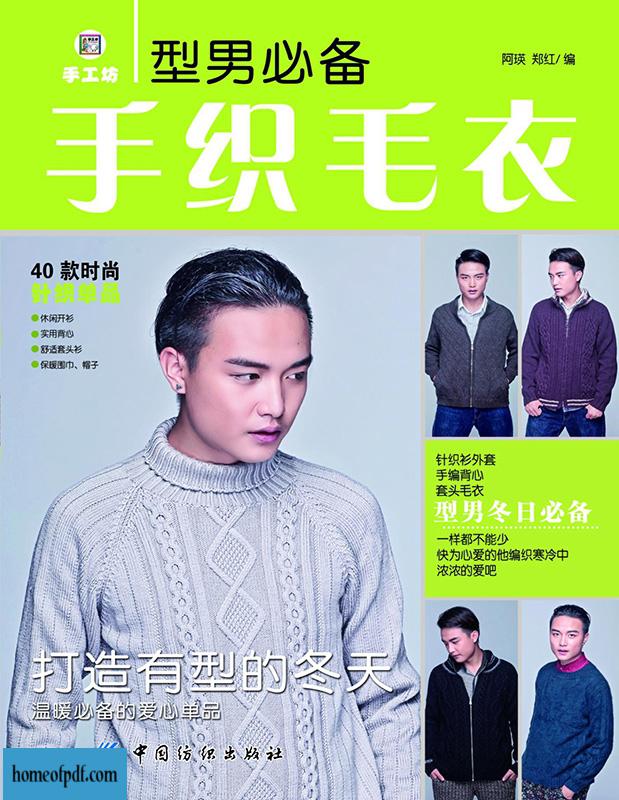 手工坊
型男必备
阿瑛 郑红/编
手织毛衣
40 款时尚
针织单品
休闲开衫
实用背心
舒适套头衫
保暖围巾、帽子
针织衫外套
手编背心
套头毛衣
型男冬日必备
一样都不能少
快为心爱的他编织寒冷中
浓浓的爱吧
打造有型的冬天
温暖必备的爱心单品
中国纺织出版社
homeofpdf.com